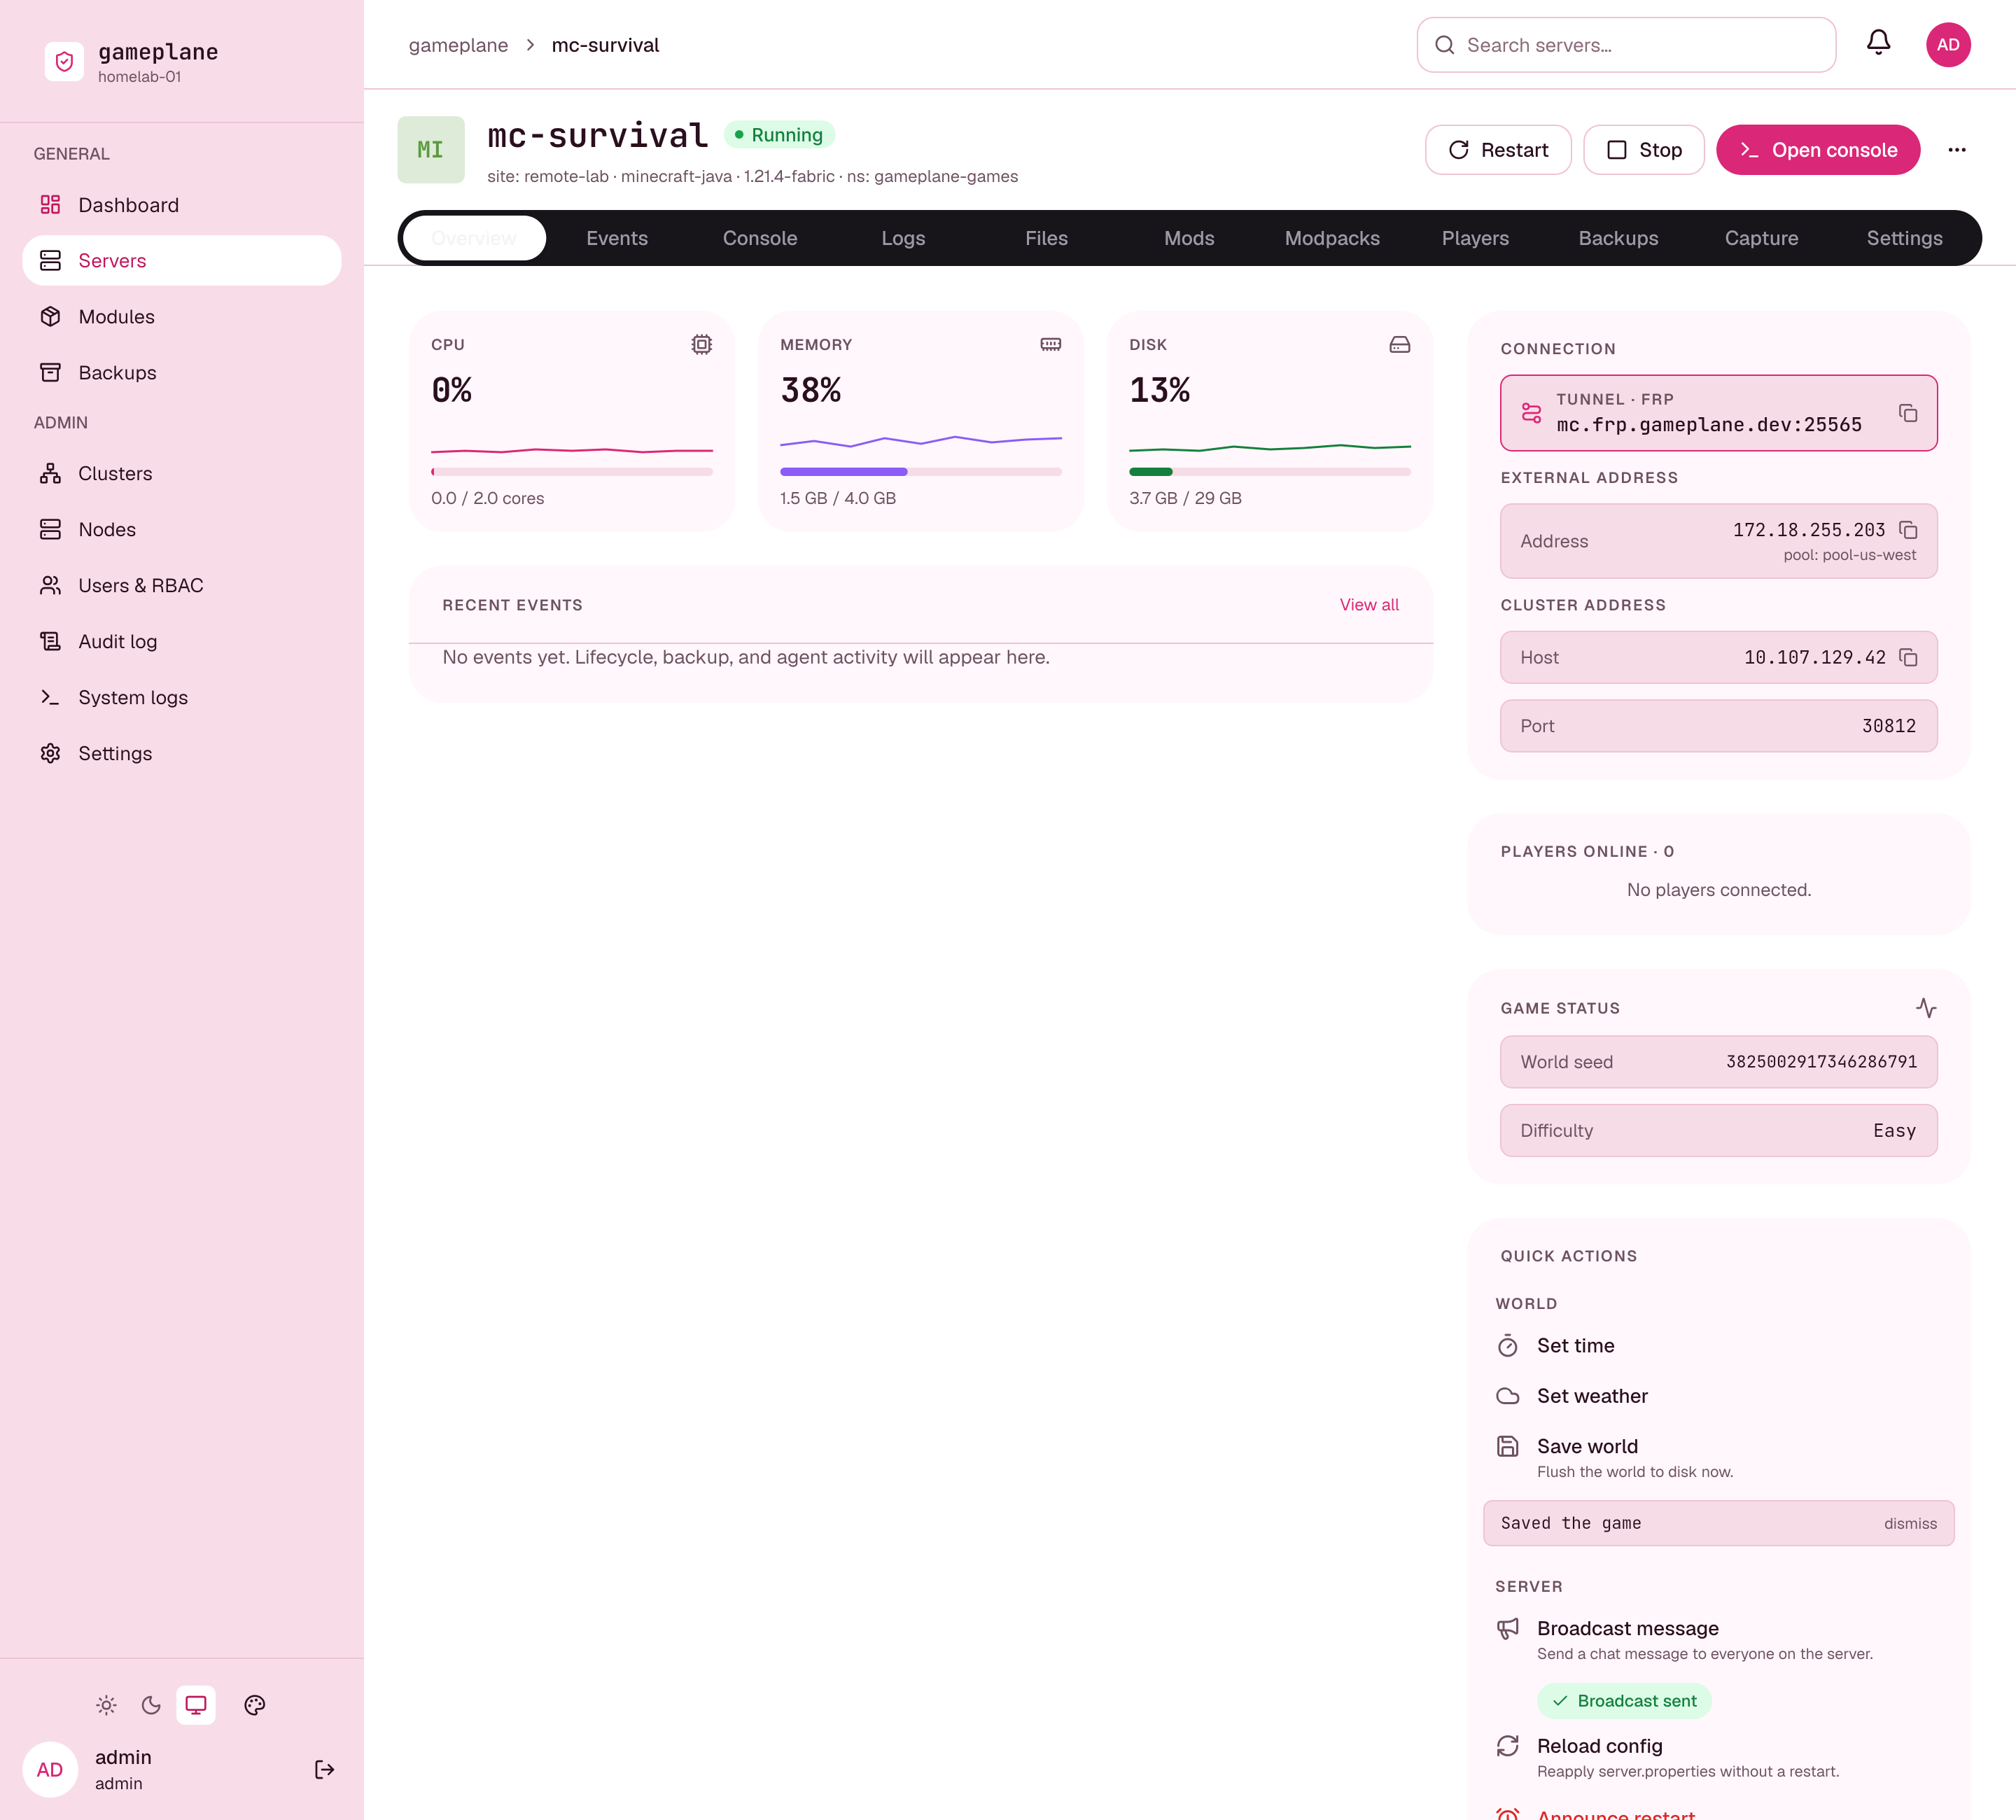 gameplane
homelab-01
GENERAL
Dashboard
Servers
Modules
Backups
ADMIN
Clusters
Nodes
Users & RBAC
Audit log
System logs
Settings
AD
admin
admin
gameplane
mc-survival
Search servers...
AD
MI
mc-survival
Running
site: remote-lab · minecraft-java · 1.21.4-fabric · ns: gameplane-games
Restart
Stop
Open console
Overview
Events
Console
Logs
Files
Mods
Modpacks
Players
Backups
Capture
Settings
CPU
0%
0.0 / 2.0 cores
MEMORY
38%
1.5 GB / 4.0 GB
DISK
13%
3.7 GB / 29 GB
RECENT EVENTS
View all
No events yet. Lifecycle, backup, and agent activity will appear here.
CONNECTION
TUNNEL · FRP
mc.frp.gameplane.dev:25565
EXTERNAL ADDRESS
Address
172.18.255.203
pool: pool-us-west
CLUSTER ADDRESS
Host
10.107.129.42
Port
30812
PLAYERS ONLINE · 0
No players connected.
GAME STATUS
World seed
3825002917346286791
Difficulty
Easy
QUICK ACTIONS
WORLD
Set time
Set weather
Save world
Flush the world to disk now.
Saved the game
dismiss
SERVER
Broadcast message
Send a chat message to everyone on the server.
Broadcast sent
Reload config
Reapply server.properties without a restart.
Announce restart